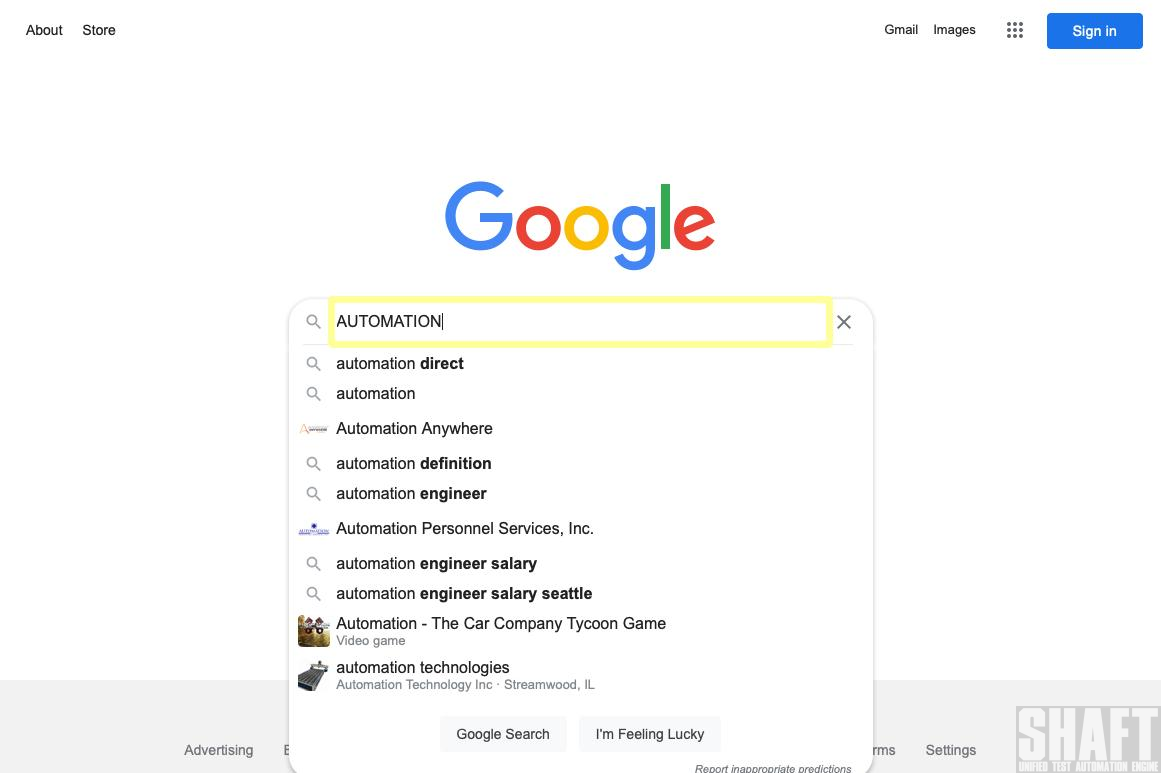 About Store
Gmail Images Sign in
Google
AUTOMATION
automation direct
automation
Automation Anywhere
automation definition
automation engineer
AUTOMATION
Automation Personnel Services, Inc.
automation engineer salary
automation engineer salary seattle
Automation - The Car Company Tycoon Game
Video game
automation technologies
Automation Technology Inc · Streamwood, IL
Google Search I'm Feeling Lucky
Advertising Settings
Report inappropriate predictions
SHAFT
UNIFIED TEST AUTOMATION ENGINE